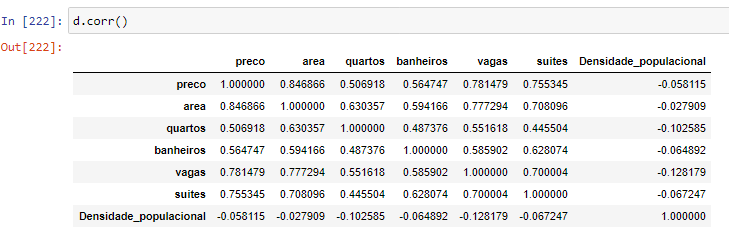 In [222]: d.corr()
Out[222]:
preco area quartos banheiros vagas suites Densidade_populacional
preco 1.000000 0.846866 0.506918 0.564747 0.781479 0.755345 -0.058115
area 0.846866 1.000000 0.630357 0.594166 0.777294 0.708096 -0.027909
quartos 0.506918 0.630357 1.000000 0.487376 0.551618 0.445504 -0.102585
banheiros 0.564747 0.594166 0.487376 1.000000 0.585902 0.628074 -0.064892
vagas 0.781479 0.777294 0.551618 0.585902 1.000000 0.700004 -0.128179
suites 0.755345 0.708096 0.445504 0.628074 0.700004 1.000000 -0.067247
Densidade_populacional -0.058115 -0.027909 -0.102585 -0.064892 -0.128179 -0.067247 1.000000